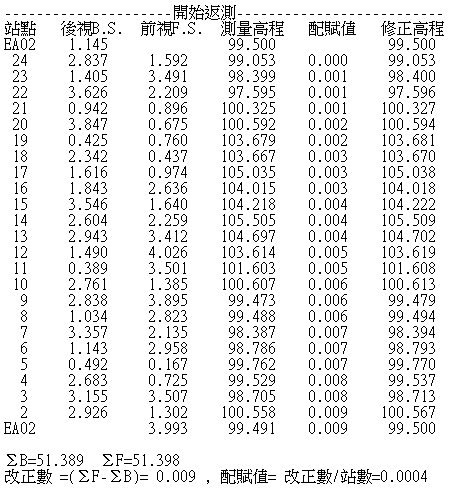 -----------------------開始返測----------------------------
站點 後視B.S. 前視F.S. 測量高程 配賦值 修正高程
EA02 1.145 99.500 99.500
24 2.837 1.592 99.053 0.000 99.053
23 1.405 3.491 98.399 0.001 98.400
22 3.626 2.209 97.595 0.001 97.596
21 0.942 0.896 100.325 0.001 100.327
20 3.847 0.675 100.592 0.002 100.594
19 0.425 0.760 103.679 0.002 103.681
18 2.342 0.437 103.667 0.003 103.670
17 1.616 0.974 105.035 0.003 105.038
16 1.843 2.636 104.015 0.003 104.018
15 3.546 1.640 104.218 0.004 104.222
14 2.604 2.259 105.505 0.004 105.509
13 2.943 3.412 104.697 0.004 104.702
12 1.490 4.026 103.614 0.005 103.619
11 0.389 3.501 101.603 0.005 101.608
10 2.761 1.385 100.607 0.006 100.613
9 2.838 3.895 99.473 0.006 99.479
8 1.034 2.823 99.488 0.006 99.494
7 3.357 2.135 98.387 0.007 98.394
6 1.143 2.958 98.786 0.007 98.793
5 0.492 0.167 99.762 0.007 99.770
4 2.683 0.725 99.529 0.008 99.537
3 3.155 3.507 98.705 0.008 98.713
2 2.926 1.302 100.558 0.009 100.567
EA02 3.993 99.491 0.009 99.500
ΣB=51.389 ΣF=51.398
改正數 =(ΣF-ΣB)= 0.009 , 配賦值= 改正數/站數=0.0004